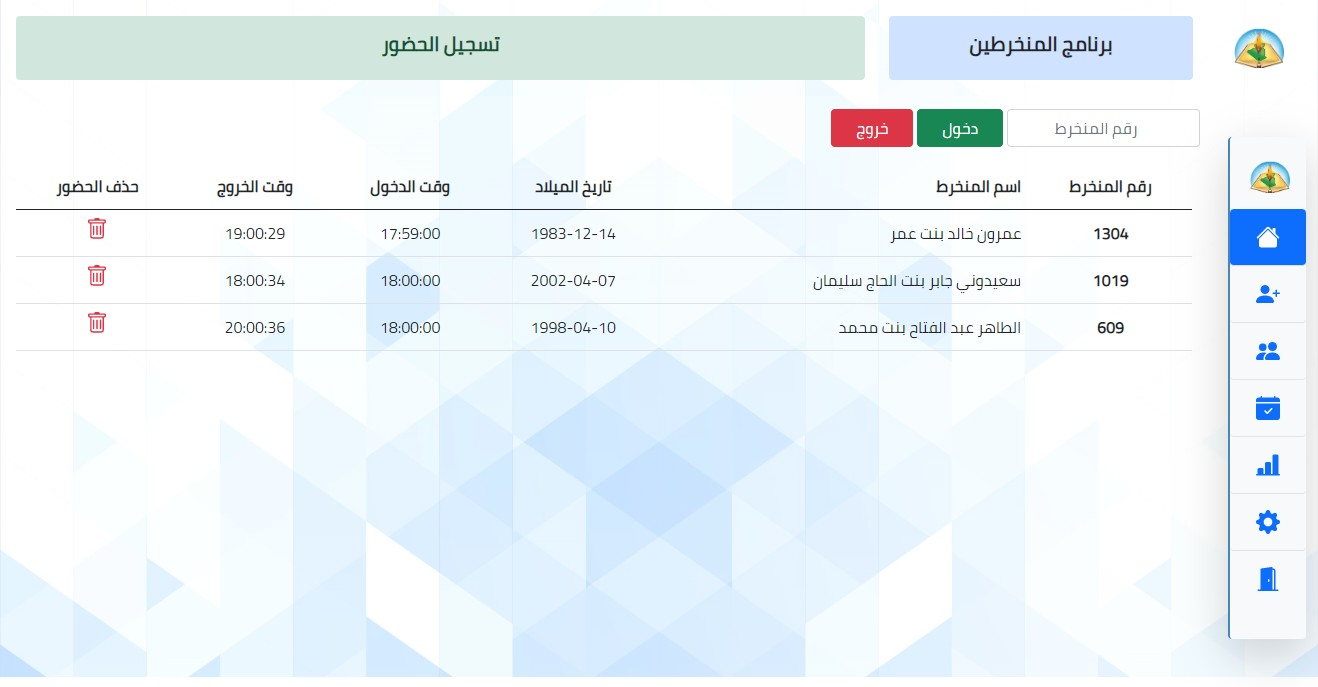 برنامج المنخرطين
تسجيل الحضور
رقم المنخرط
دخول
خروج
رقم المنخرط اسم المنخرط تاريخ الميلاد وقت الدخول وقت الخروج حذف الحضور
1304 عمرون خالد بنت عمر 1983-12-14 17:59:00 19:00:29
1019 سعيدوني جابر بنت الحاج سليمان 2002-04-07 18:00:00 18:00:34
609 الطاهر عبد الفتاح بنت محمد 1998-04-10 18:00:00 20:00:36